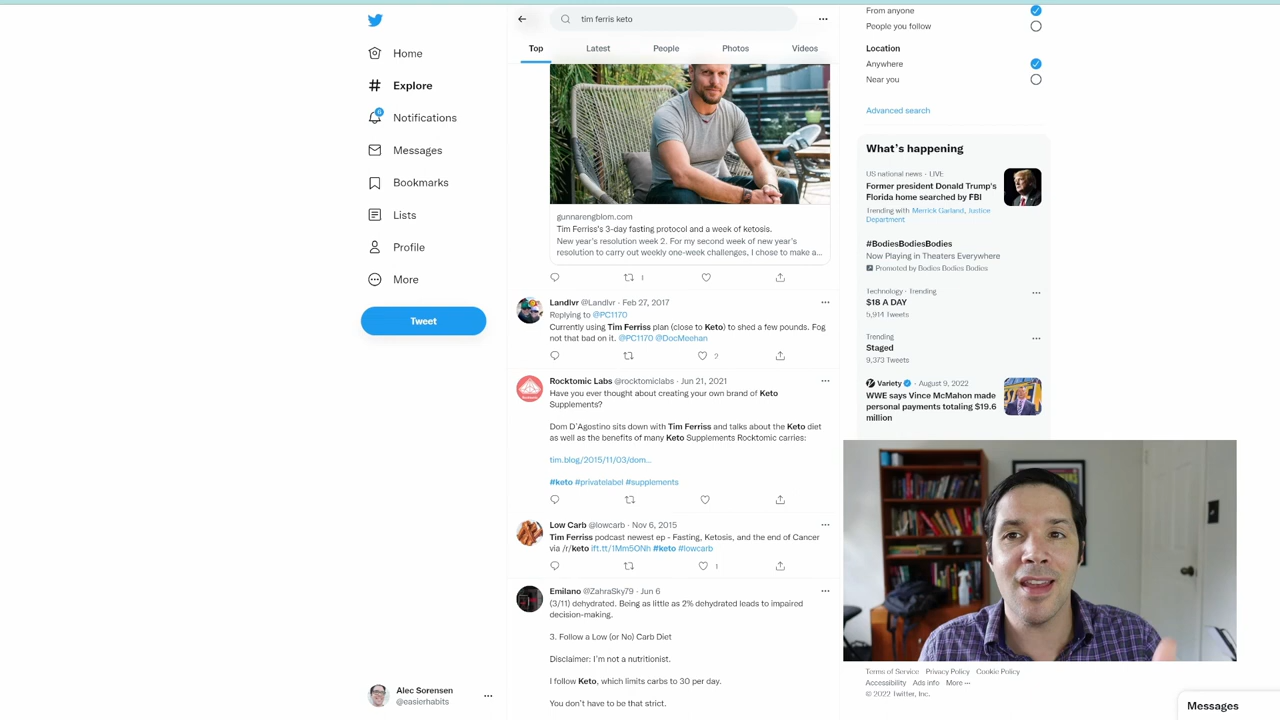 Home
Explore
6
Notifications
Messages
Bookmarks
Lists
Profile
More
Tweet
Alec Sorensen
@easierhabits
tim ferris keto
Top
Latest
People
Photos
Videos
gunnarengblom.com
Tim Ferriss's 3-day fasting protocol and a week of ketosis.
New year's resolution week 2. For my second week of new year's
resolution to carry out weekly one-week challenges, I chose to make a...
1
Landlvr @Landlvr · Feb 27, 2017
Replying to @PC1170
Currently using Tim Ferriss plan (close to Keto) to shed a few pounds. Fog
not that bad on it. @PC1170 @DocMeehan
2
Rocktomic Labs @rocktomiclabs · Jun 21, 2021
Have you ever thought about creating your own brand of Keto
Supplements?
Dom D'Agostino sits down with Tim Ferriss and talks about the Keto diet
as well as the benefits of many Keto Supplements Rocktomic carries:
tim.blog/2015/11/03/dom...
#keto #privatelabel #supplements
Low Carb @lowcarb · Nov 6, 2015
Tim Ferriss podcast newest ep - Fasting, Ketosis, and the end of Cancer
via /r/keto ift.tt/1Mm5ONh #keto #lowcarb
1
Emilano @ZahraSky79 · Jun 6
(3/11) dehydrated. Being as little as 2% dehydrated leads to impaired
decision-making.
3. Follow a Low (or No) Carb Diet
Disclaimer: I'm not a nutritionist.
I follow Keto, which limits carbs to 30 per day.
You don't have to be that strict.
From anyone
People you follow
Location
Anywhere
Near you
Advanced search
What's happening
US national news · LIVE
Former president Donald Trump's
Florida home searched by FBI
Trending with Merrick Garland, Justice
Department
#BodiesBodiesBodies
Now Playing in Theaters Everywhere
Promoted by Bodies Bodies Bodies
Technology · Trending
$18 A DAY
5,914 Tweets
Trending
Staged
9,373 Tweets
Variety · August 9, 2022
WWE says Vince McMahon made
personal payments totaling $19.6
million
Terms of Service Privacy Policy Cookie Policy
Accessibility Ads info More ···
© 2022 Twitter, Inc.
Messages